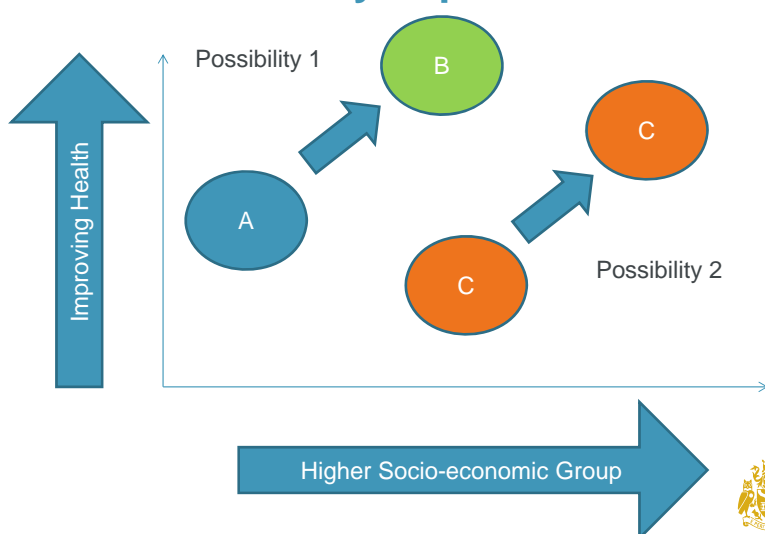 Possibility 1
B
C
A
C
Possibility 2
Improving Health
Higher Socio-economic Group